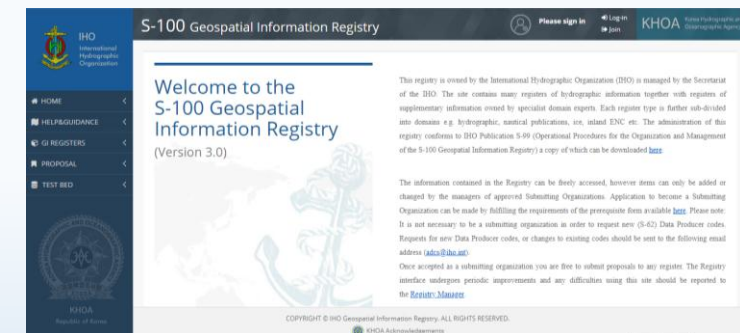 IHO
International
Hydrographic
Organization
S-100 Geospatial Information Registry
Please sign in
Log-in
Join
KHOA
Korea Hydrographic and
Oceanographic Agency
HOME
HELP&GUIDANCE
GI REGISTERS
PROPOSAL
TEST BED
KHOA
Republic of Korea
Welcome to the
S-100 Geospatial
Information Registry
(Version 3.0)
This registry is owned by the International Hydrographic Organization (IHO) is managed by the Secretariat
of the IHO. The site contains many registers of hydrographic information together with registers of
supplementary information owned by specialist domain experts. Each register type is further sub-divided
into domains e.g. hydrographic, nautical publications, ice, inland ENC etc. The administration of this
registry conforms to IHO Publication S-99 (Operational Procedures for the Organization and Management
of the S-100 Geospatial Information Registry) a copy of which can be downloaded here.
The information contained in the Registry can be freely accessed, however items can only be added or
changed by the managers of approved Submitting Organizations. Application to become a Submitting
Organization can be made by fulfilling the requirements of the prerequisite form available here. Please note:
It is not necessary to be a submitting organization in order to request new (S-62) Data Producer codes.
Requests for new Data Producer codes, or changes to existing codes should be sent to the following email
address (adcs@iho.int).
Once accepted as a submitting organization you are free to submit proposals to any register. The Registry
interface undergoes periodic improvements and any difficulties using this site should be reported to
the Registry Manager.
COPYRIGHT © IHO Geospatial Information Registry. ALL RIGHTS RESERVED.
KHOA Acknowledgements